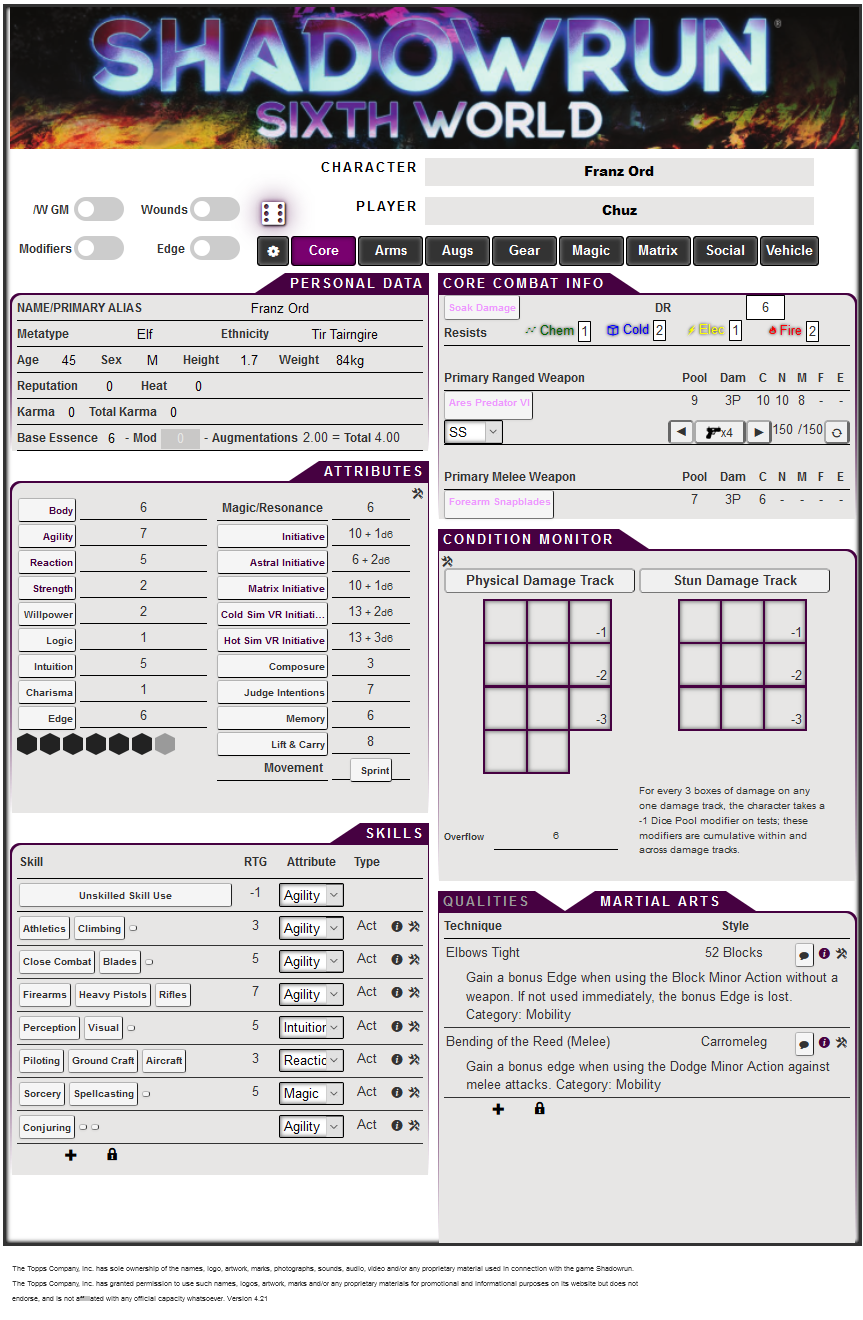 SHADOWRUN®
SIXTH WORLD
CHARACTER Franz Ord
PLAYER Chuz
/W GM Wounds
Modifiers Edge
Core Arms Augs Gear Magic Matrix Social Vehicle
PERSONAL DATA
NAME/PRIMARY ALIAS Franz Ord
Metatype Elf Ethnicity Tir Tairngire
Age 45 Sex M Height 1.7 Weight 84kg
Reputation 0 Heat 0
Karma 0 Total Karma 0
Base Essence 6 - Mod 0 - Augmentations 2.00 = Total 4.00
ATTRIBUTES
Body 6 Magic/Resonance 6
Agility 7 Initiative 10 + 1d6
Reaction 5 Astral Initiative 6 + 2d6
Strength 2 Matrix Initiative 10 + 1d6
Willpower 2 Cold Sim VR Initiati... 13 + 2d6
Logic 1 Hot Sim VR Initiative 13 + 3d6
Intuition 5 Composure 3
Charisma 1 Judge Intentions 7
Edge 6 Memory 6
Lift & Carry 8
Movement Sprint
SKILLS
Skill RTG Attribute Type
Unskilled Skill Use -1 Agility
Athletics Climbing 3 Agility Act
Close Combat Blades 5 Agility Act
Firearms Heavy Pistols Rifles 7 Agility Act
Perception Visual 5 Intuition Act
Piloting Ground Craft Aircraft 3 Reactic Act
Sorcery Spellcasting 5 Magic Act
Conjuring Agility Act
CORE COMBAT INFO
Soak Damage DR 6
Resists Chem 1 Cold 2 Elec 1 Fire 2
Primary Ranged Weapon Pool Dam C N M F E
Ares Predator VI 9 3P 10 10 8 - -
SS x4 150 /150
Primary Melee Weapon Pool Dam C N M F E
Forearm Snapblades 7 3P 6 - - - -
CONDITION MONITOR
Physical Damage Track Stun Damage Track
-1 -1
-2 -2
-3 -3
For every 3 boxes of damage on any
one damage track, the character takes a
-1 Dice Pool modifier on tests; these
modifiers are cumulative within and
across damage tracks.
Overflow 6
QUALITIES MARTIAL ARTS
Technique Style
Elbows Tight 52 Blocks
Gain a bonus Edge when using the Block Minor Action without a
weapon. If not used immediately, the bonus Edge is lost.
Category: Mobility
Bending of the Reed (Melee) Carromeleg
Gain a bonus edge when using the Dodge Minor Action against
melee attacks. Category: Mobility
The Topps Company, Inc. has sole ownership of the names, logo, artwork, marks, photographs, sounds, audio, video and/or any proprietary material used in connection with the game Shadowrun.
The Topps Company, Inc. has granted permission to use such names, logos, artwork, marks and/or any proprietary materials for promotional and informational purposes on its website but does not
endorse, and is not affiliated with any official capacity whatsoever. Version 4.21